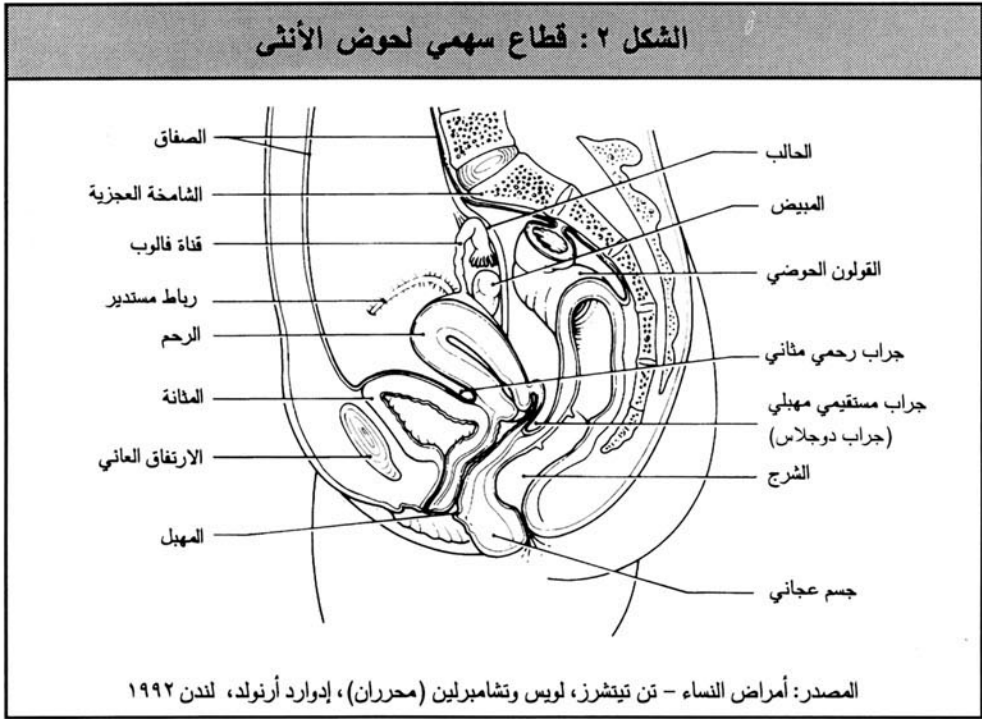 الشكل ٢ : قطاع سهمي لحوض الأنثى
الصفاق
الشامخة العجزية
قناة فالوب
رباط مستدير
الرحم
المثانة
الارتفاق العاني
المهبل
الحالب
المبيض
القولون الحوضي
جراب رحمي مثاني
جراب مستقيمي مهبلي
(جراب دوجلاس)
الشرج
جسم عجاني
المصدر: أمراض النساء – تن تيتشرز، لويس وتشامبرلين (محرران)، إدوارد أرنولد، لندن ١٩٩٢